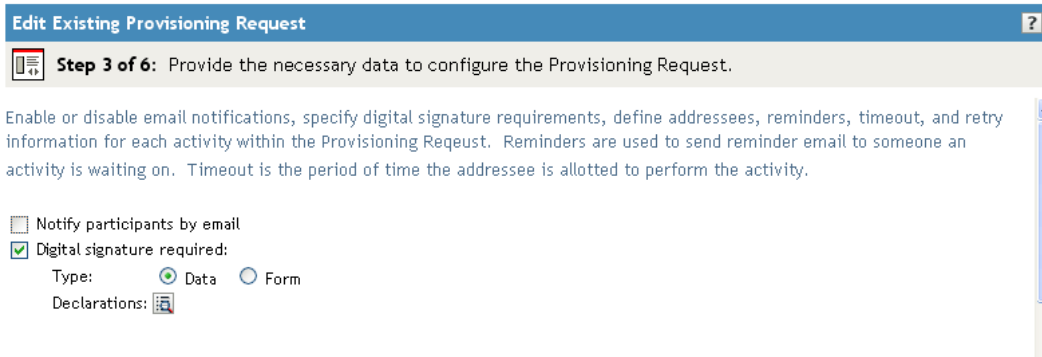 Edit Existing Provisioning Request
?
Step 3 of 6: Provide the necessary data to configure the Provisioning Request.
Enable or disable email notifications, specify digital signature requirements, define addressees, reminders, timeout, and retry
information for each activity within the Provisioning Reqeust. Reminders are used to send reminder email to someone an
activity is waiting on. Timeout is the period of time the addressee is allotted to perform the activity.
Notify participants by email
Digital signature required:
Type: Data Form
Declarations: